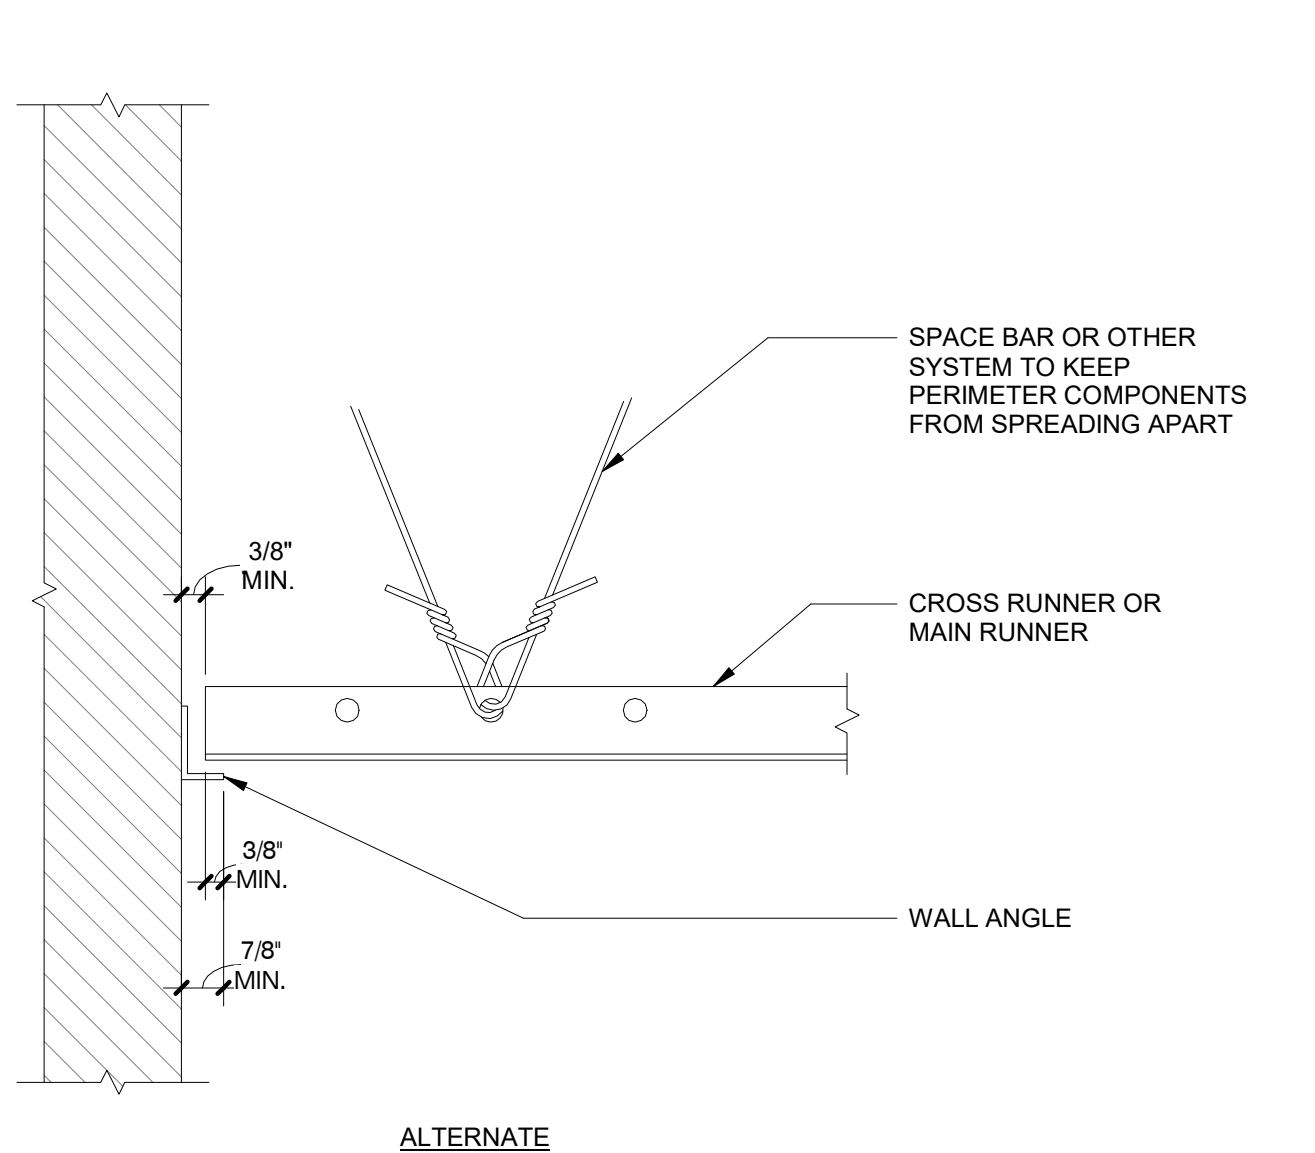 SPACE BAR OR OTHER
SYSTEM TO KEEP
PERIMETER COMPONENTS
FROM SPREADING APART
3/8"
MIN.
CROSS RUNNER OR
MAIN RUNNER
3/8"
MIN.
WALL ANGLE
7/8"
MIN.
ALTERNATE